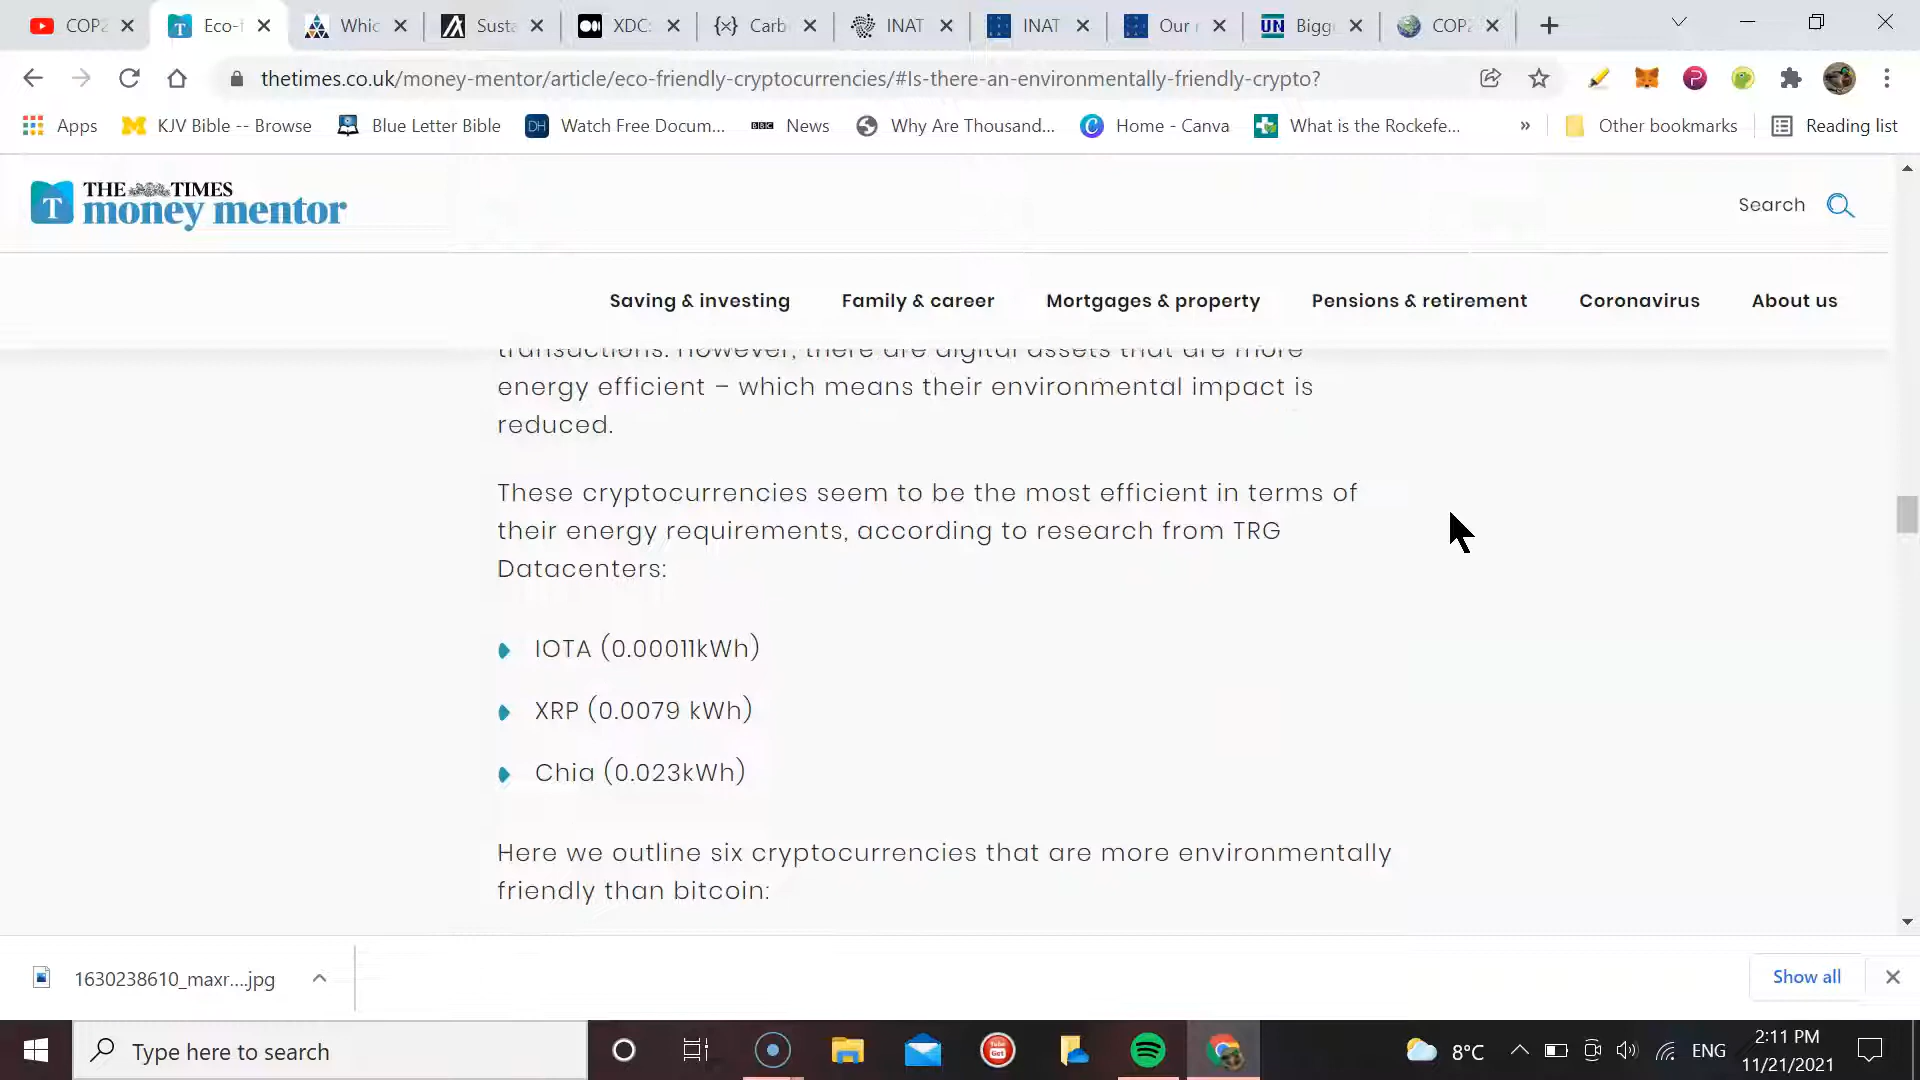 COP2
Eco-f
Whic
Susta
XDC:
Carb
INAT
INAT
Our r
UN Bigg
COP2
thetimes.co.uk/money-mentor/article/eco-friendly-cryptocurrencies/#Is-there-an-environmentally-friendly-crypto?
Apps
KJV Bible -- Browse
Blue Letter Bible
DH Watch Free Docum...
BBC News
Why Are Thousand...
Home - Canva
What is the Rockefe...
»
Other bookmarks
Reading list
T THE TIMES
money mentor
Search
Saving & investing
Family & career
Mortgages & property
Pensions & retirement
Coronavirus
About us
transactions. However, there are digital assets that are more
energy efficient – which means their environmental impact is
reduced.
These cryptocurrencies seem to be the most efficient in terms of
their energy requirements, according to research from TRG
Datacenters:
IOTA (0.00011kWh)
XRP (0.0079 kWh)
Chia (0.023kWh)
Here we outline six cryptocurrencies that are more environmentally
friendly than bitcoin:
1630238610_maxr....jpg
Show all
Type here to search
8°C
ENG
2:11 PM
11/21/2021